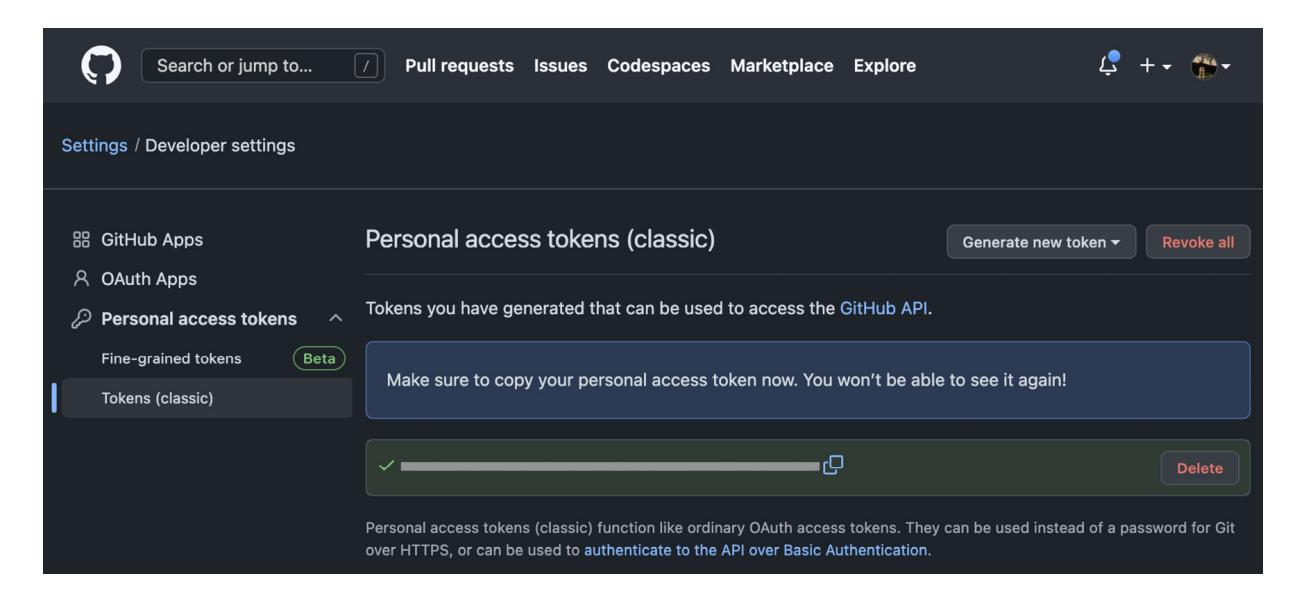 Search or jump to... /
Pull requests Issues Codespaces Marketplace Explore
Settings / Developer settings
GitHub Apps
OAuth Apps
Personal access tokens
Fine-grained tokens Beta
Tokens (classic)
Personal access tokens (classic)
Generate new token
Revoke all
Tokens you have generated that can be used to access the GitHub API.
Make sure to copy your personal access token now. You won’t be able to see it again!
Delete
Personal access tokens (classic) function like ordinary OAuth access tokens. They can be used instead of a password for Git
over HTTPS, or can be used to authenticate to the API over Basic Authentication.